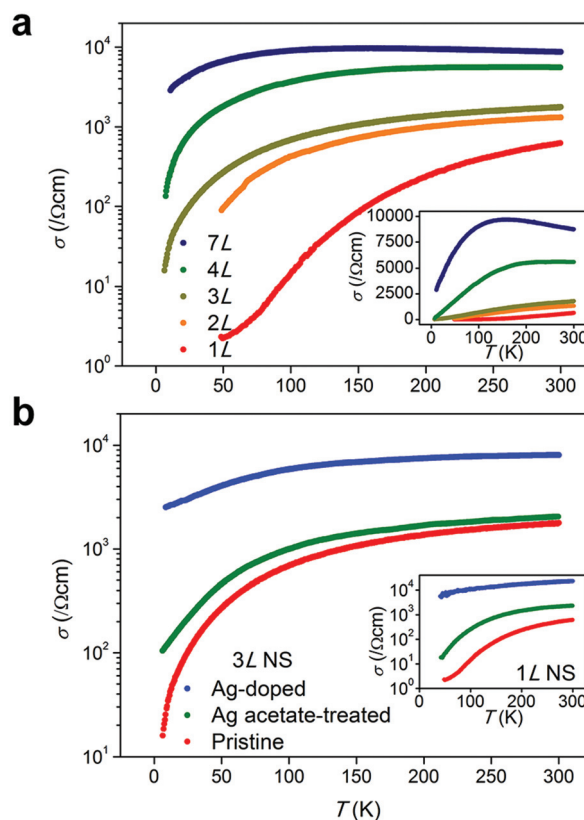 a
10⁴
10³
10²
10¹
10⁰
σ (/Ωcm)
7L
4L
3L
2L
1L
10000
7500
5000
2500
0
σ (/Ωcm)
0 100 200 300
T (K)
0 50 100 150 200 250 300
b
10⁴
10³
10²
10¹
σ (/Ωcm)
3L NS
Ag-doped
Ag acetate-treated
Pristine
10⁴
10³
10²
10¹
10⁰
σ (/Ωcm)
1L NS
0 100 200 300
T (K)
0 50 100 150 200 250 300
T (K)